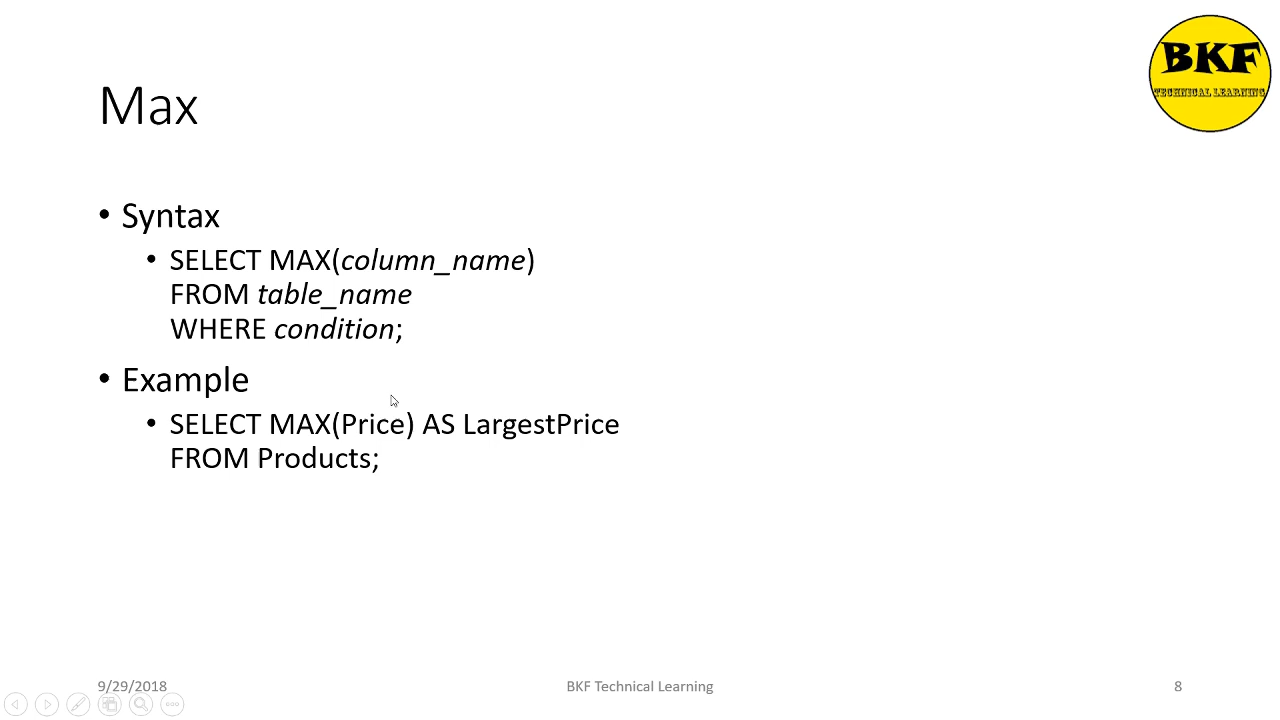 BKF
TECHNICAL LEARNING
Max
• Syntax
• SELECT MAX(column_name)
FROM table_name
WHERE condition;
• Example
• SELECT MAX(Price) AS LargestPrice
FROM Products;
9/29/2018
BKF Technical Learning
8